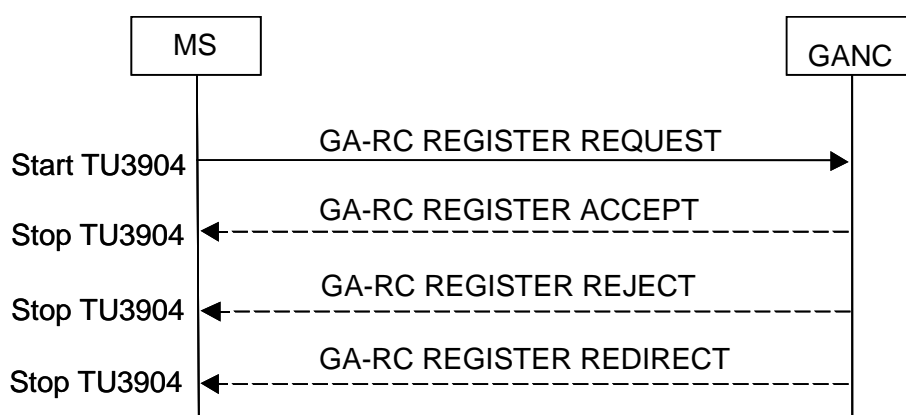 MS
GANC
GA-RC REGISTER REQUEST
Start TU3904
GA-RC REGISTER ACCEPT
Stop TU3904
GA-RC REGISTER REJECT
Stop TU3904
GA-RC REGISTER REDIRECT
Stop TU3904